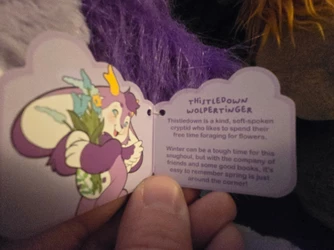 THISTLEDOWN
WOLPERTINGER
Thistledown is a kind, soft-spoken
cryptid who likes to spend their
free time foraging for flowers.
Winter can be a tough time for this
snughoul, but with the company of
friends and some good books, it's
easy to remember spring is just
around the corner!